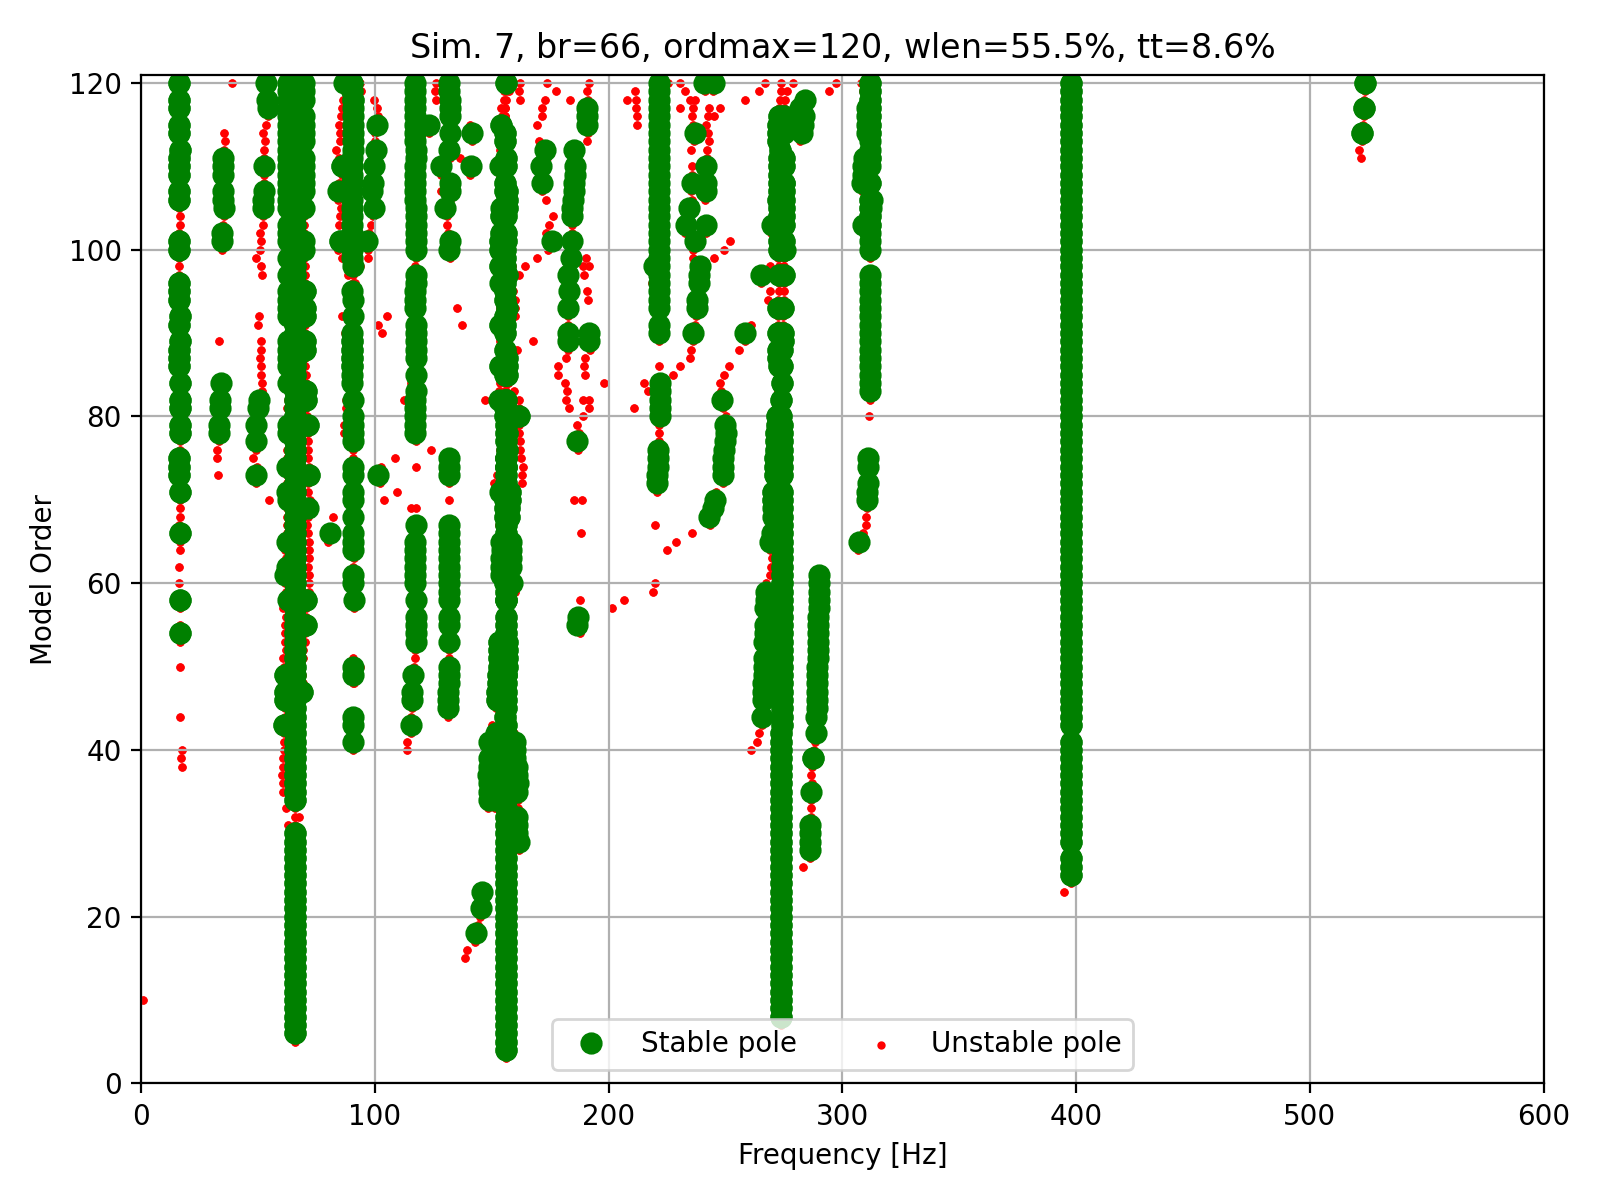 Sim. 7, br=66, ordmax=120, wlen=55.5%, tt=8.6%
120
100
80
60
40
20
0
Model Order
Stable pole Unstable pole
0 100 200 300 400 500 600
Frequency [Hz]